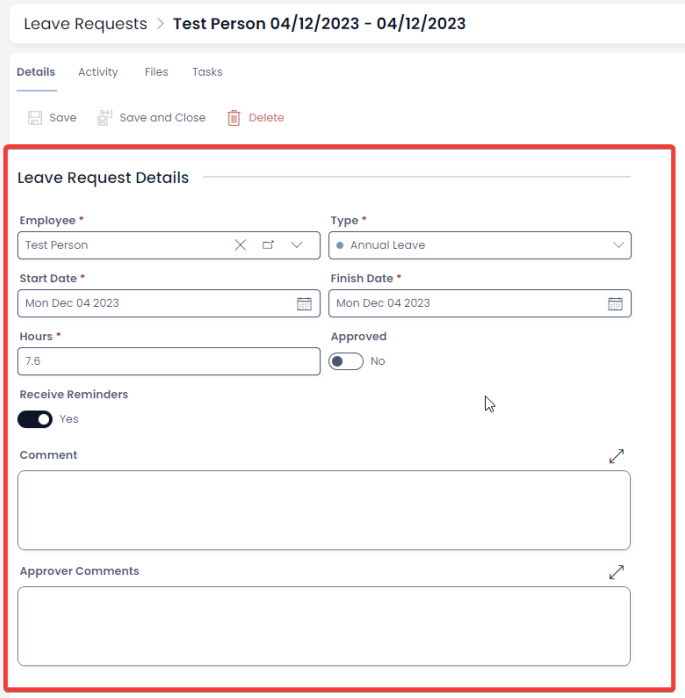 Leave Requests > Test Person 04/12/2023 - 04/12/2023
Details Activity Files Tasks
Save Save and Close Delete
Leave Request Details
Employee * Type *
Test Person Annual Leave
Start Date * Finish Date *
Mon Dec 04 2023 Mon Dec 04 2023
Hours * Approved
7.6 No
Receive Reminders
Yes
Comment
Approver Comments